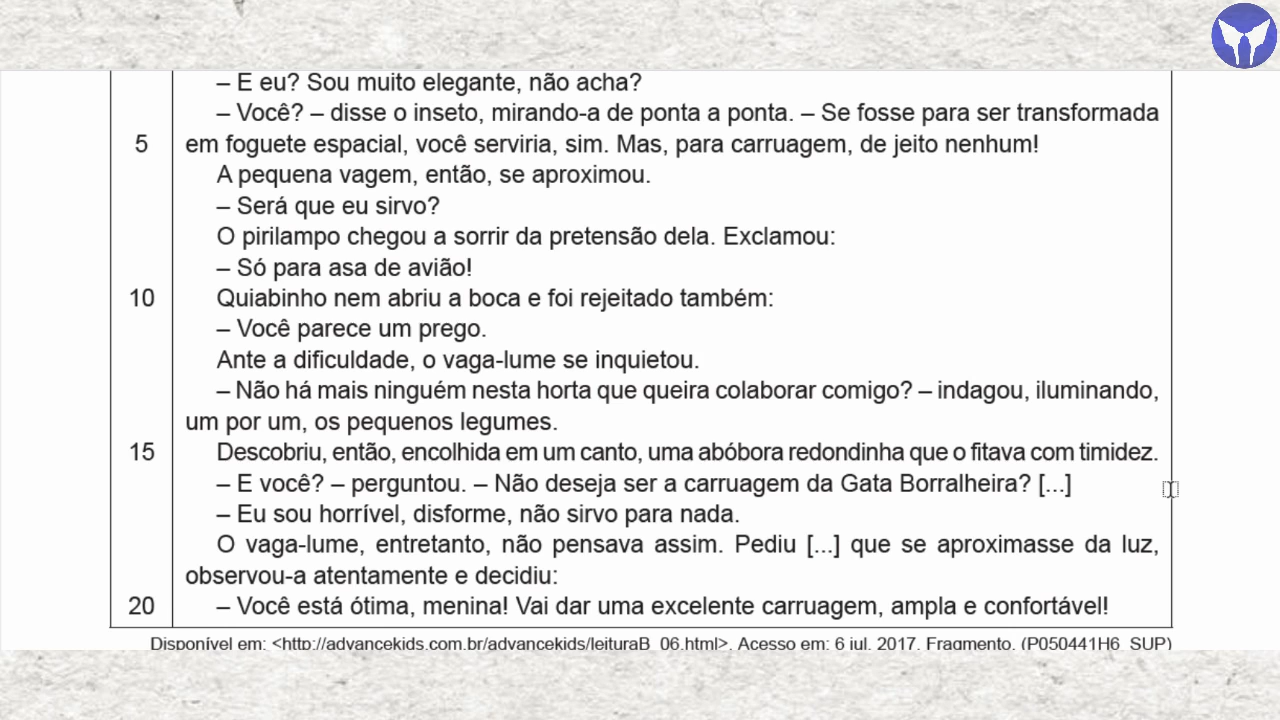 – E eu? Sou muito elegante, não acha?
– Você? – disse o inseto, mirando-a de ponta a ponta. – Se fosse para ser transformada
5 em foguete espacial, você serviria, sim. Mas, para carruagem, de jeito nenhum!
A pequena vagem, então, se aproximou.
– Será que eu sirvo?
O pirilampo chegou a sorrir da pretensão dela. Exclamou:
– Só para asa de avião!
10 Quiabinho nem abriu a boca e foi rejeitado também:
– Você parece um prego.
Ante a dificuldade, o vaga-lume se inquietou.
– Não há mais ninguém nesta horta que queira colaborar comigo? – indagou, iluminando,
um por um, os pequenos legumes.
15 Descobriu, então, encolhida em um canto, uma abóbora redondinha que o fitava com timidez.
– E você? – perguntou. – Não deseja ser a carruagem da Gata Borralheira? [...]
– Eu sou horrível, disforme, não sirvo para nada.
O vaga-lume, entretanto, não pensava assim. Pediu [...] que se aproximasse da luz,
observou-a atentamente e decidiu:
20 – Você está ótima, menina! Vai dar uma excelente carruagem, ampla e confortável!
Disponível em: <http://advancekids.com.br/advancekids/leituraB_06.html>. Acesso em: 6 jul. 2017. Fragmento. (P050441H6_SUP)